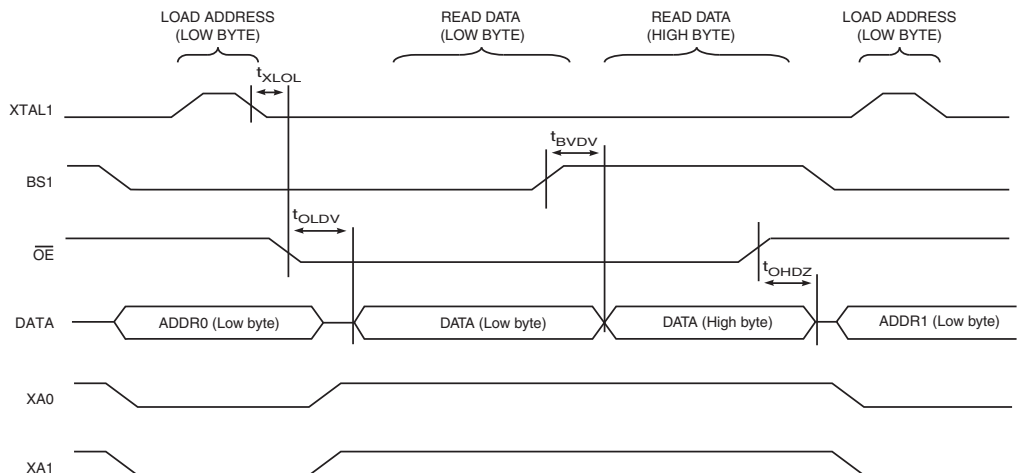 LOAD ADDRESS
(LOW BYTE)
READ DATA
(LOW BYTE)
READ DATA
(HIGH BYTE)
LOAD ADDRESS
(LOW BYTE)
tXLOL
XTAL1
tBVDV
BS1
tOLDV
OE
tOHDZ
DATA
ADDR0 (Low byte)
DATA (Low byte)
DATA (High byte)
ADDR1 (Low byte)
XA0
XA1